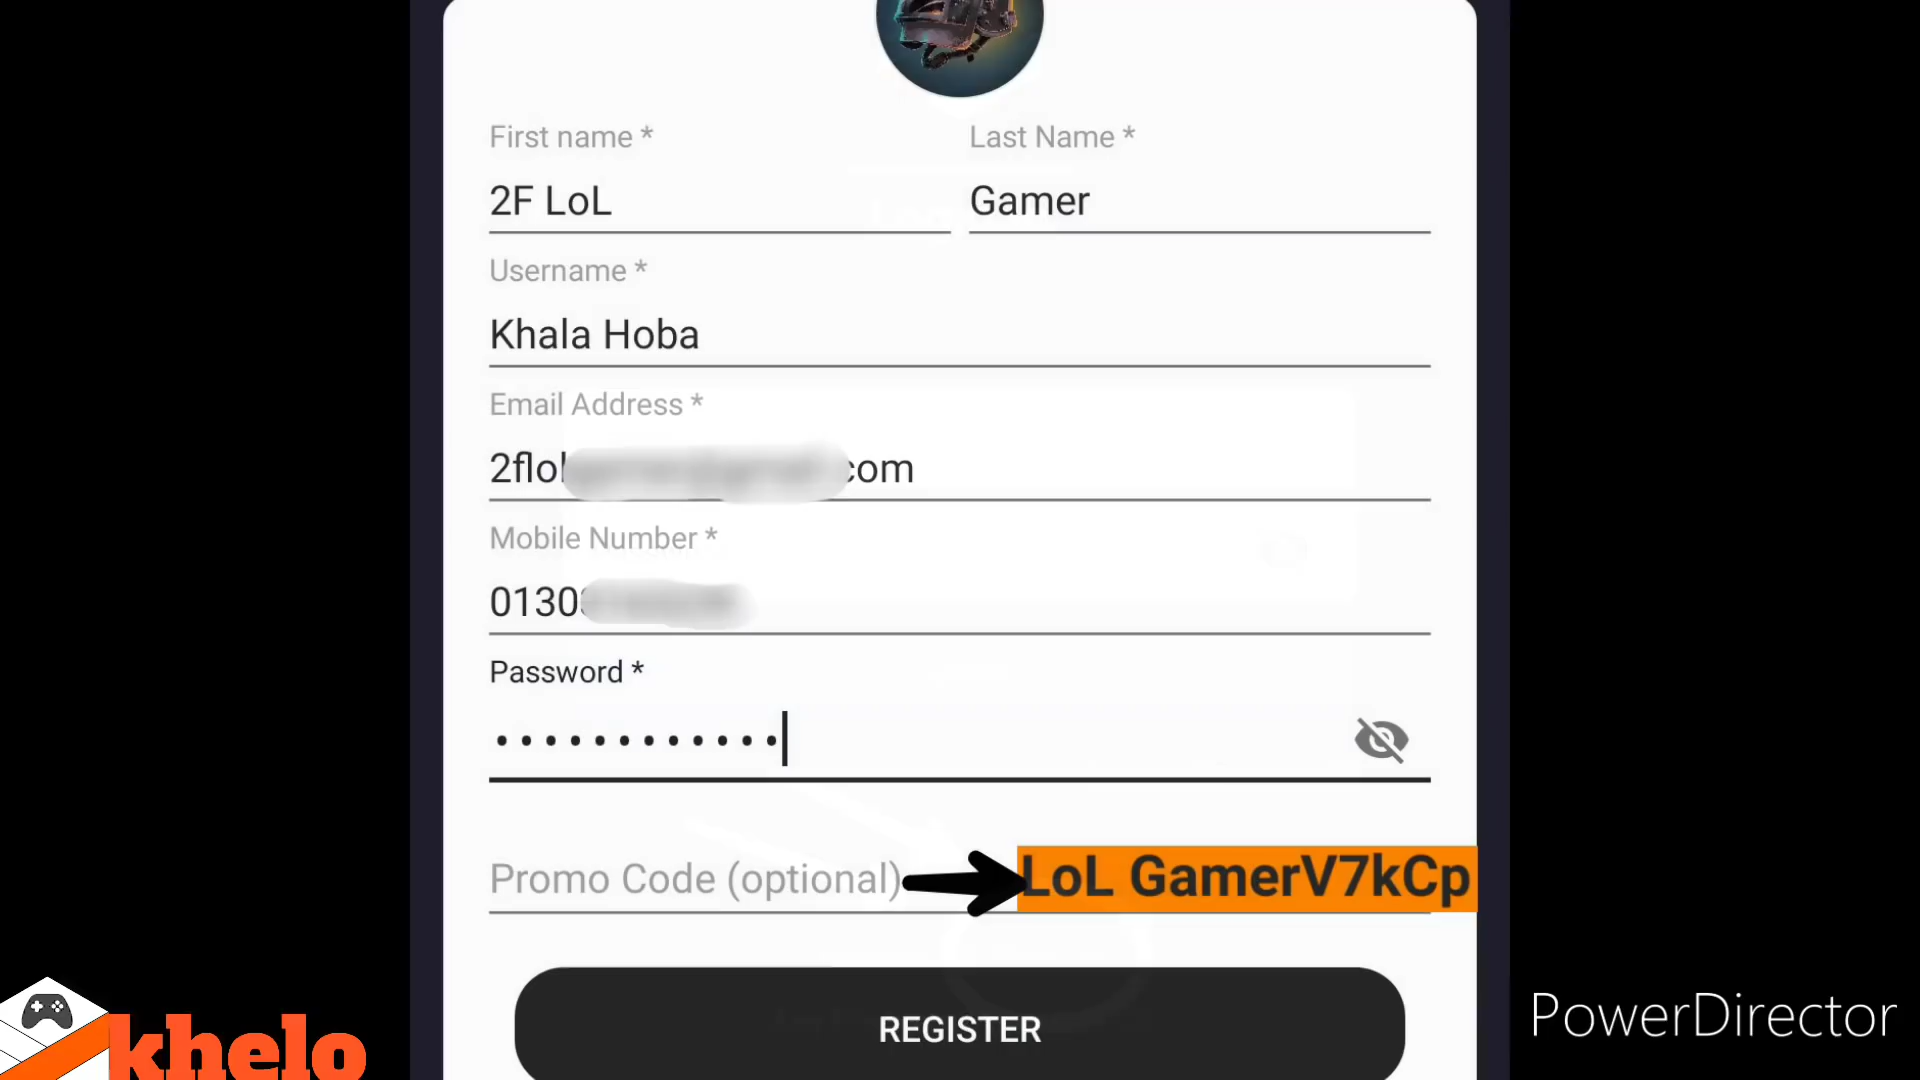 First name * Last Name *
2F LoL Gamer
Username *
Khala Hoba
Email Address *
2flol com
Mobile Number *
0130
Password *
Promo Code (optional) LoL GamerV7kCp
REGISTER
khelo
PowerDirector